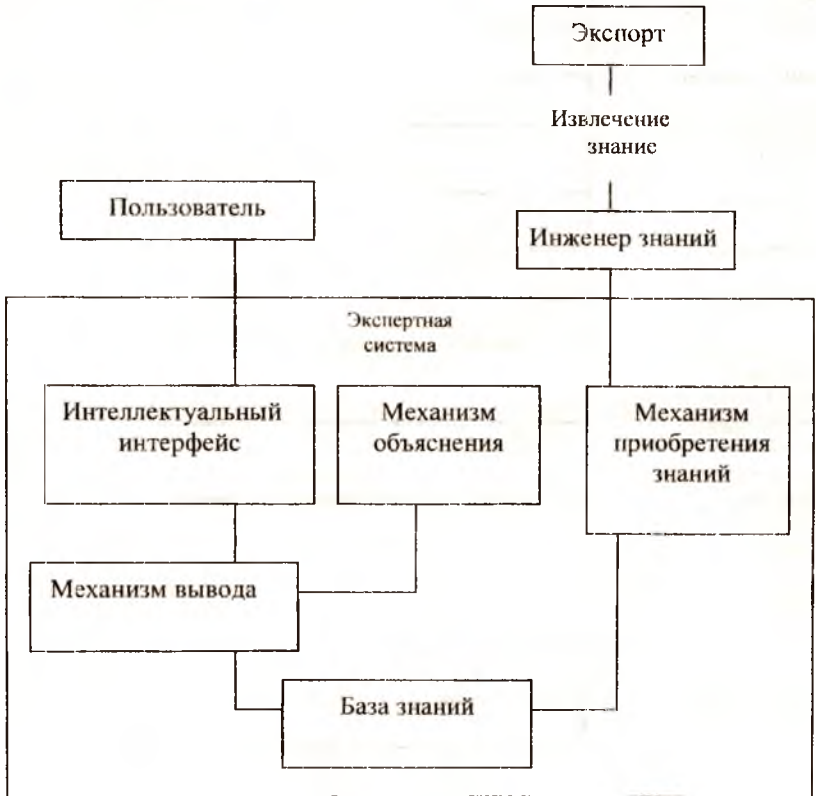 Экспорт
Извлечение
знание
Пользователь
Инженер знаний
Экспертная
система
Интеллектуальный
интерфейс
Механизм
объяснения
Механизм
приобретения
знаний
Механизм вывода
База знаний